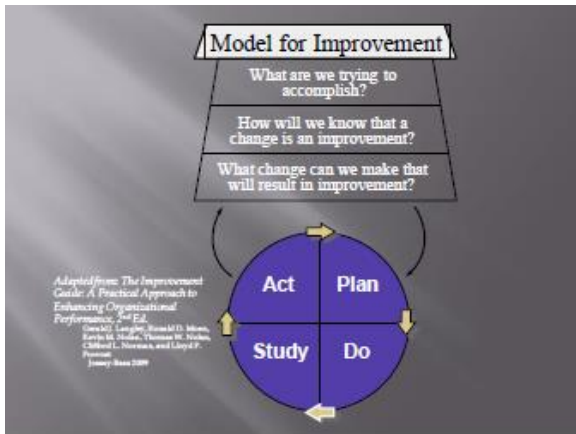 Model for Improvement
What are we trying to
accomplish?
How will we know that a
change is an improvement?
What change can we make that
will result in improvement?
Act
Plan
Study
Do
Adapted from: The Improvement
Guide: A Practical Approach to
Enhancing Organizational
Performance, 2nd Ed.
Gerald J. Langley, Ronald D. Moen,
Kevin M. Nolan, Thomas W. Nolan,
Clifford L. Norman, and Lloyd P.
Provost
Jossey-Bass 2009